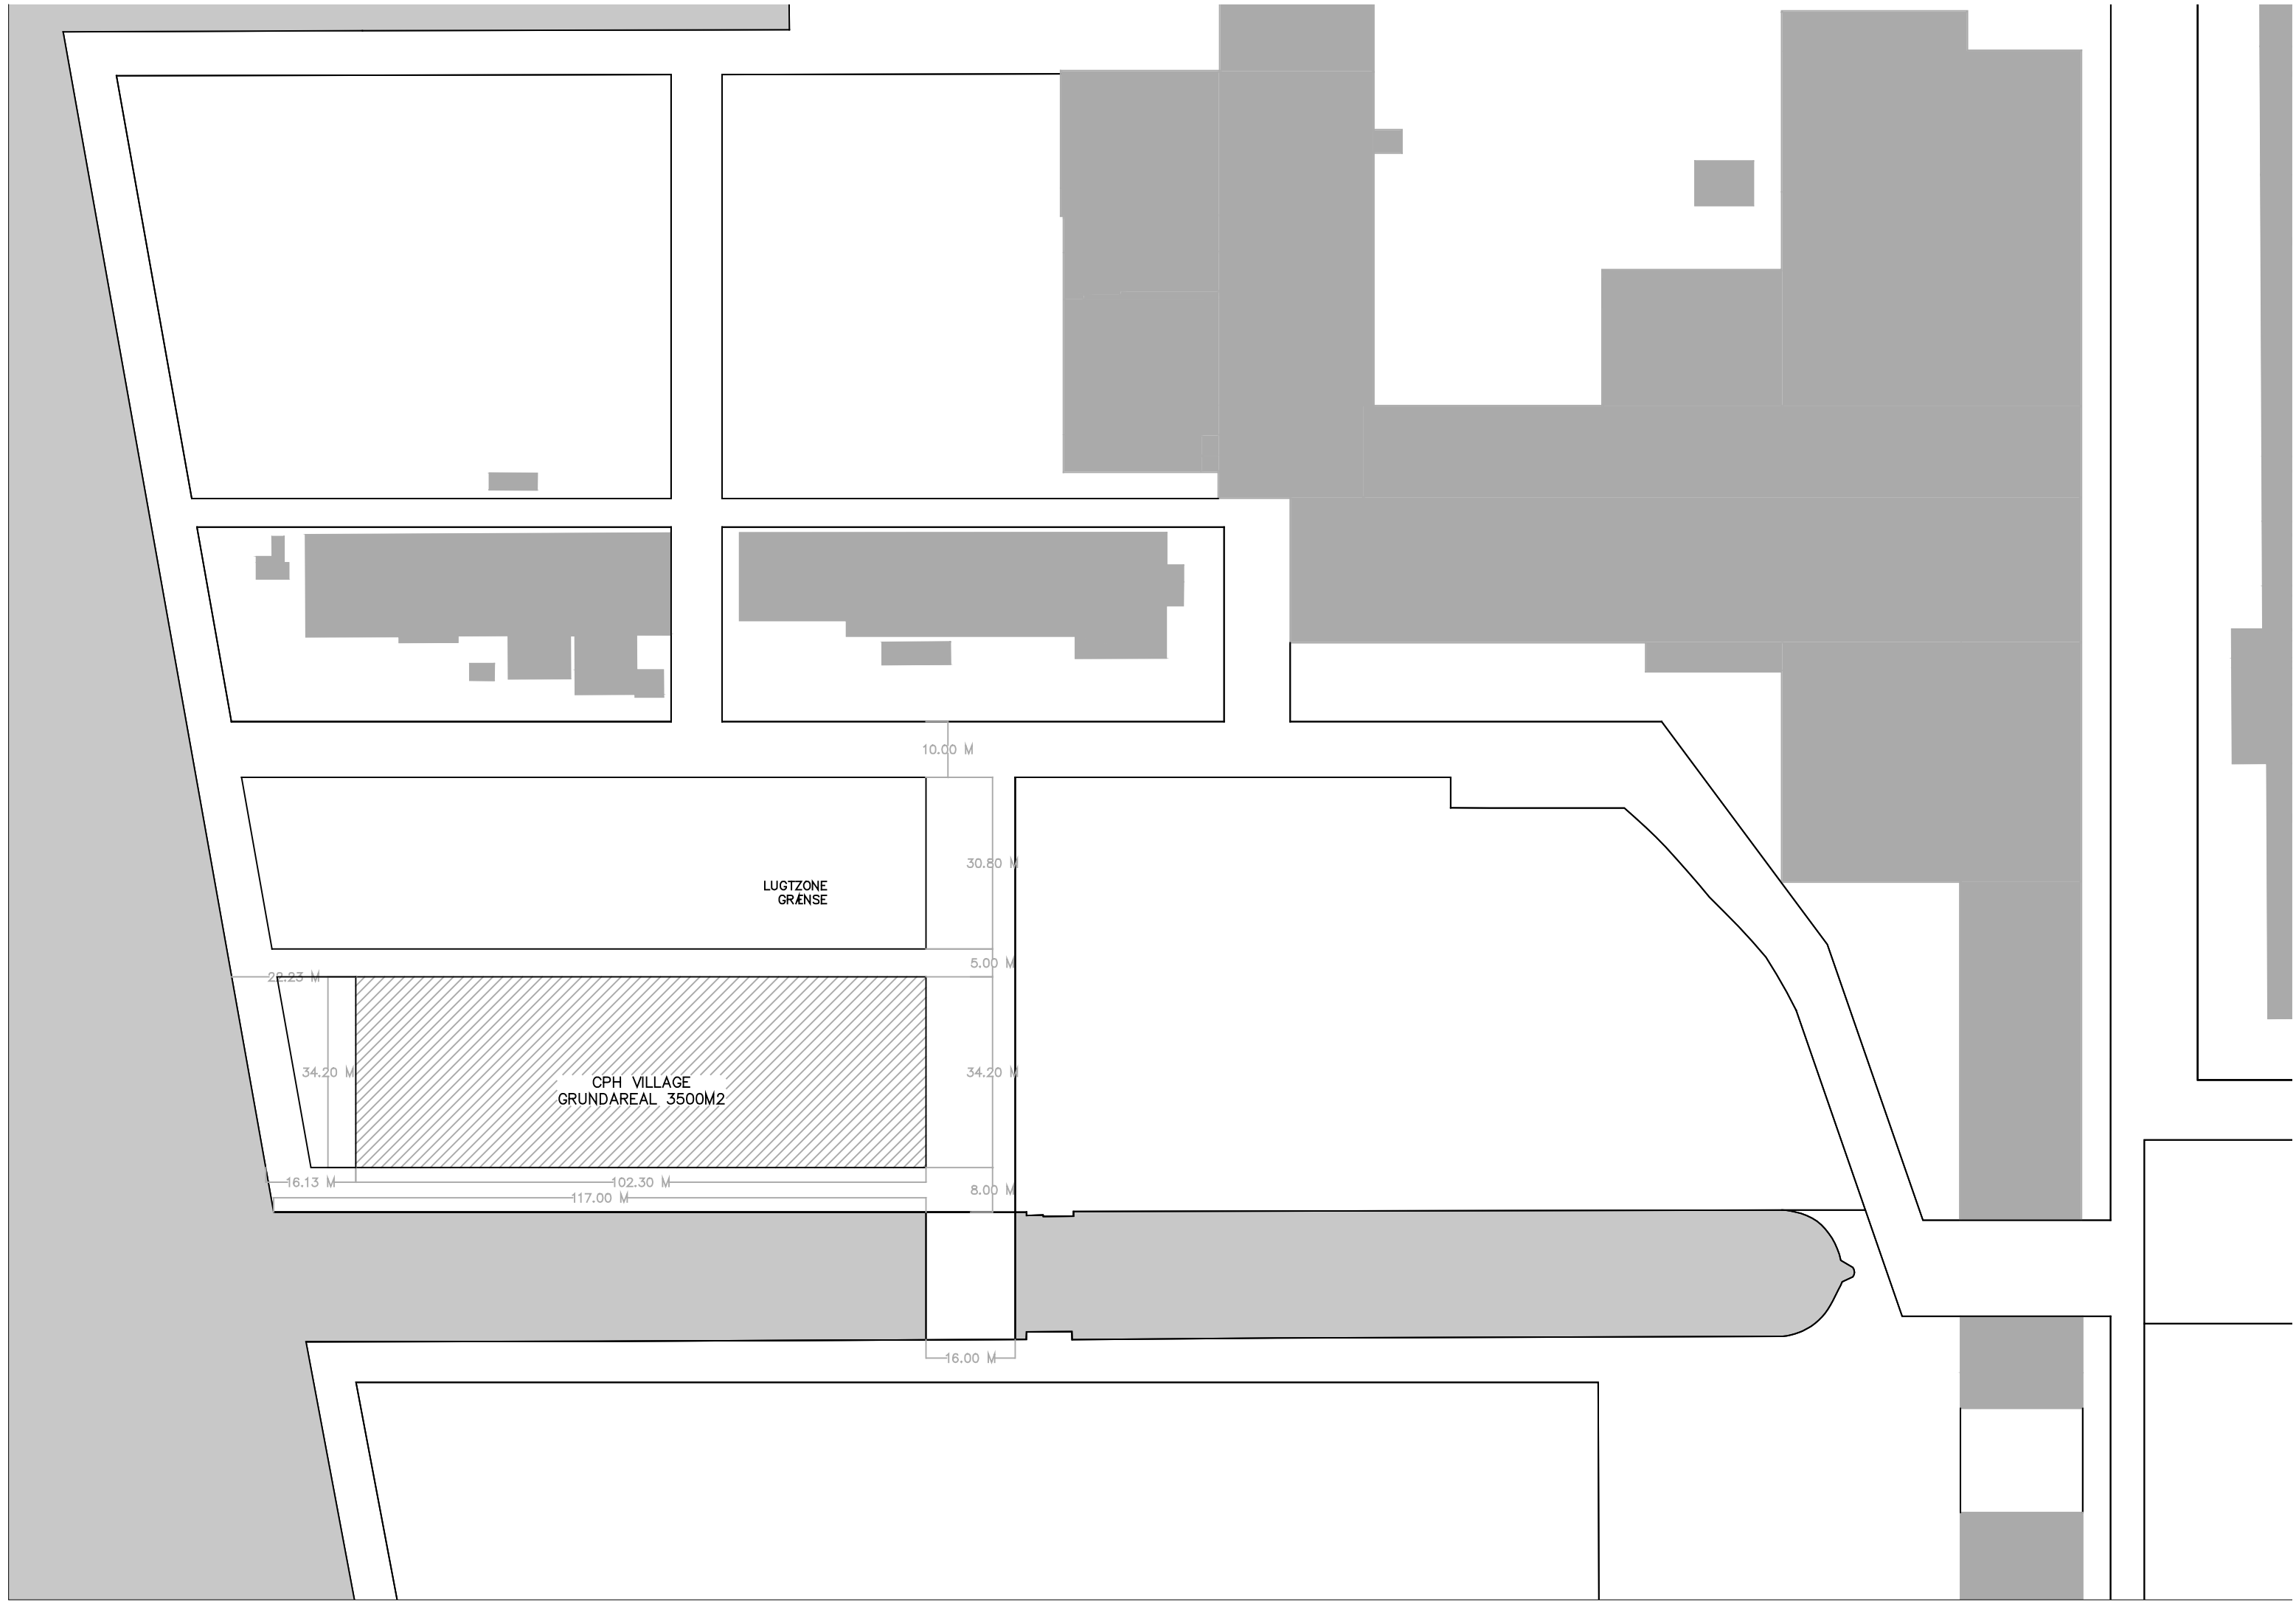 10.00 M
30.80 M
LUGTZONE
GRÆNSE
5.00 M
22.23 M
34.20 M
34.20 M
CPH VILLAGE
GRUNDAREAL 3500M2
16.13 M
102.30 M
8.00 M
117.00 M
16.00 M